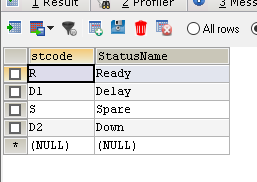 1 Result 2 Profiler 3 Mess
All rows
stcode StatusName
R Ready
D1 Delay
S Spare
D2 Down
* (NULL) (NULL)